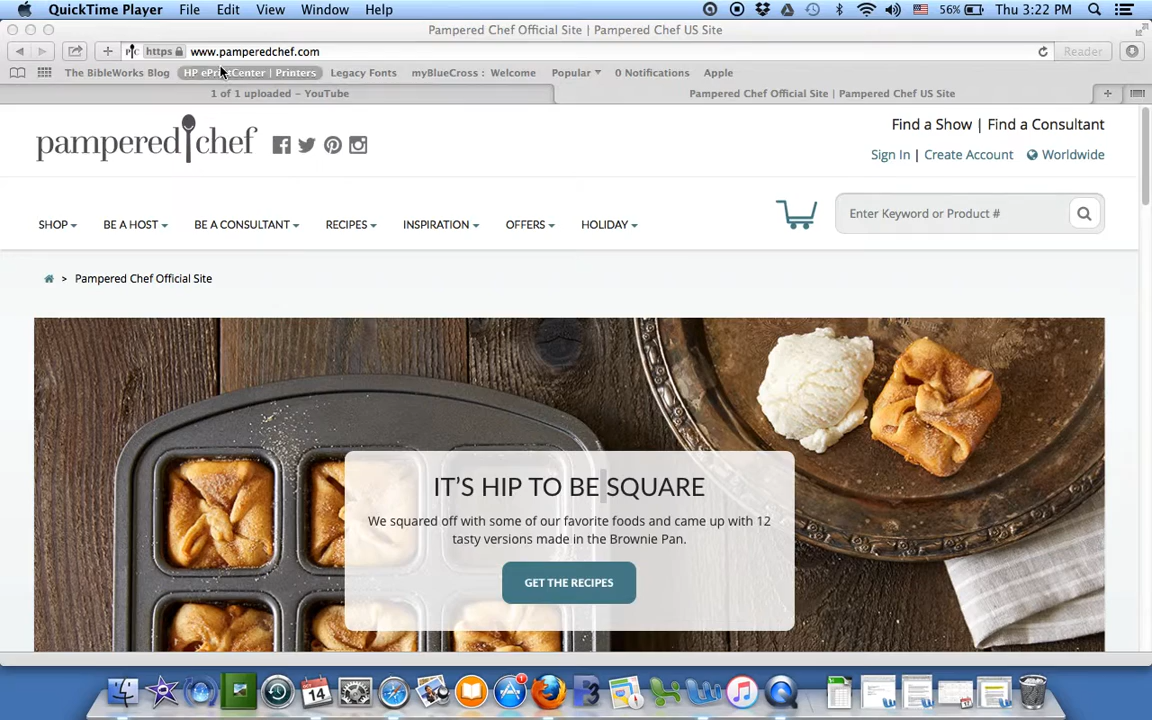 QuickTime Player File Edit View Window Help 56% Thu 3:22 PM
Pampered Chef Official Site | Pampered Chef US Site
https www.pamperedchef.com Reader
The BibleWorks Blog HP ePrintCenter | Printers Legacy Fonts myBlueCross : Welcome Popular 0 Notifications Apple
1 of 1 uploaded – YouTube Pampered Chef Official Site | Pampered Chef US Site
pampered chef
Find a Show | Find a Consultant
Sign In | Create Account Worldwide
SHOP BE A HOST BE A CONSULTANT RECIPES INSPIRATION OFFERS HOLIDAY
Enter Keyword or Product #
> Pampered Chef Official Site
IT'S HIP TO BE SQUARE
We squared off with some of our favorite foods and came up with 12
tasty versions made in the Brownie Pan.
GET THE RECIPES
14
1